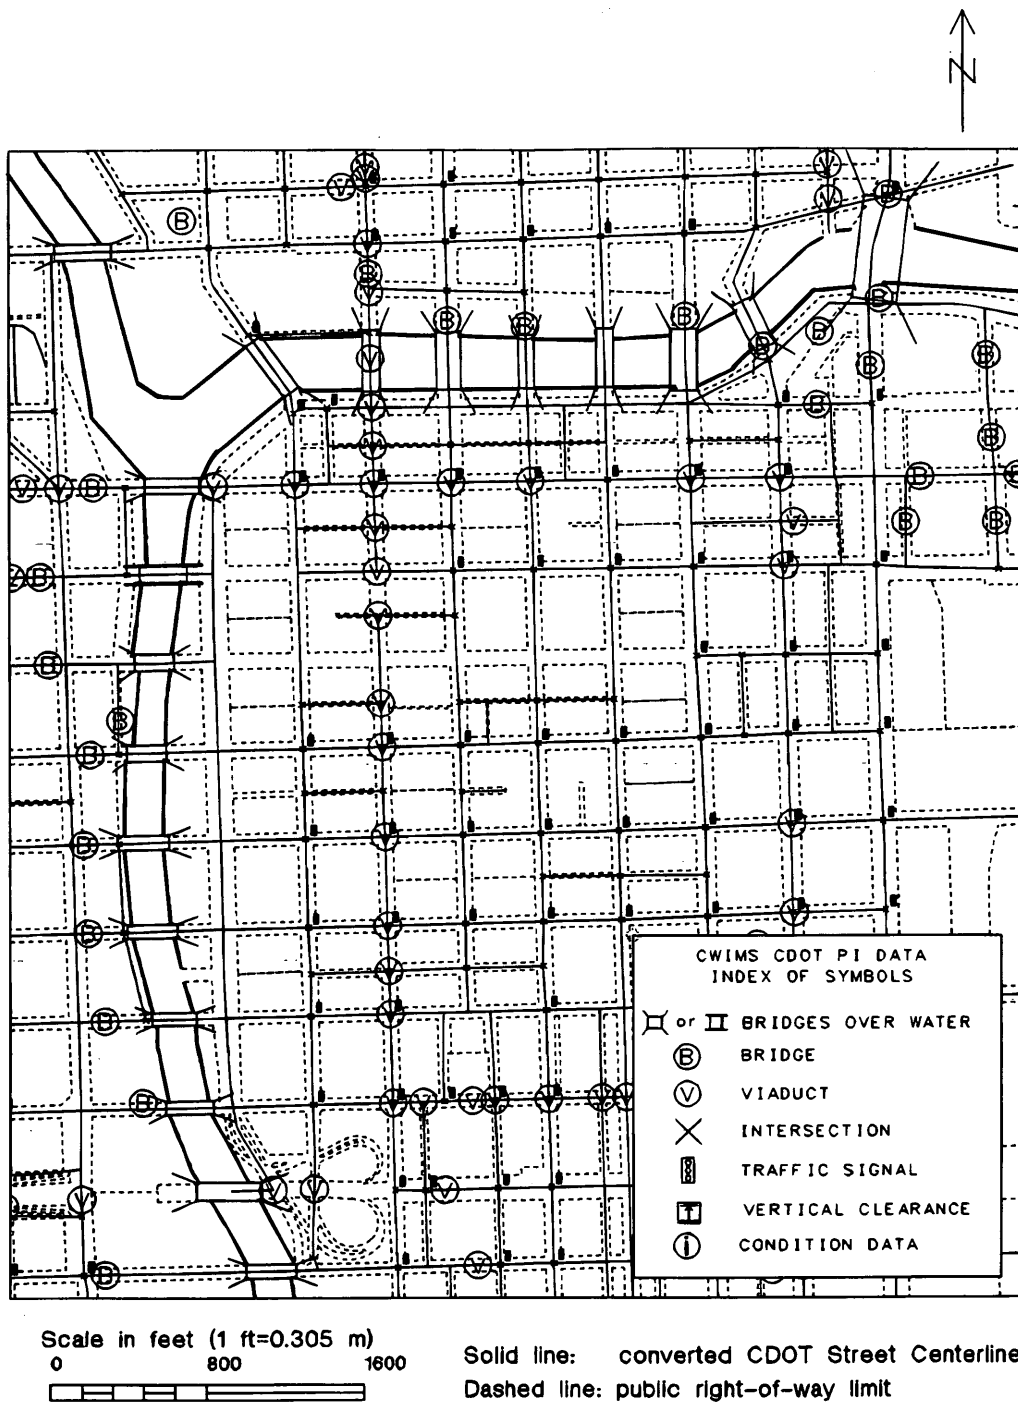 N
CWIMS CDOT PI DATA
INDEX OF SYMBOLS
or BRIDGES OVER WATER
B BRIDGE
V VIADUCT
INTERSECTION
TRAFFIC SIGNAL
VERTICAL CLEARANCE
i CONDITION DATA
Scale in feet (1 ft=0.305 m)
0 800 1600
Solid line: converted CDOT Street Centerline
Dashed line: public right-of-way limit